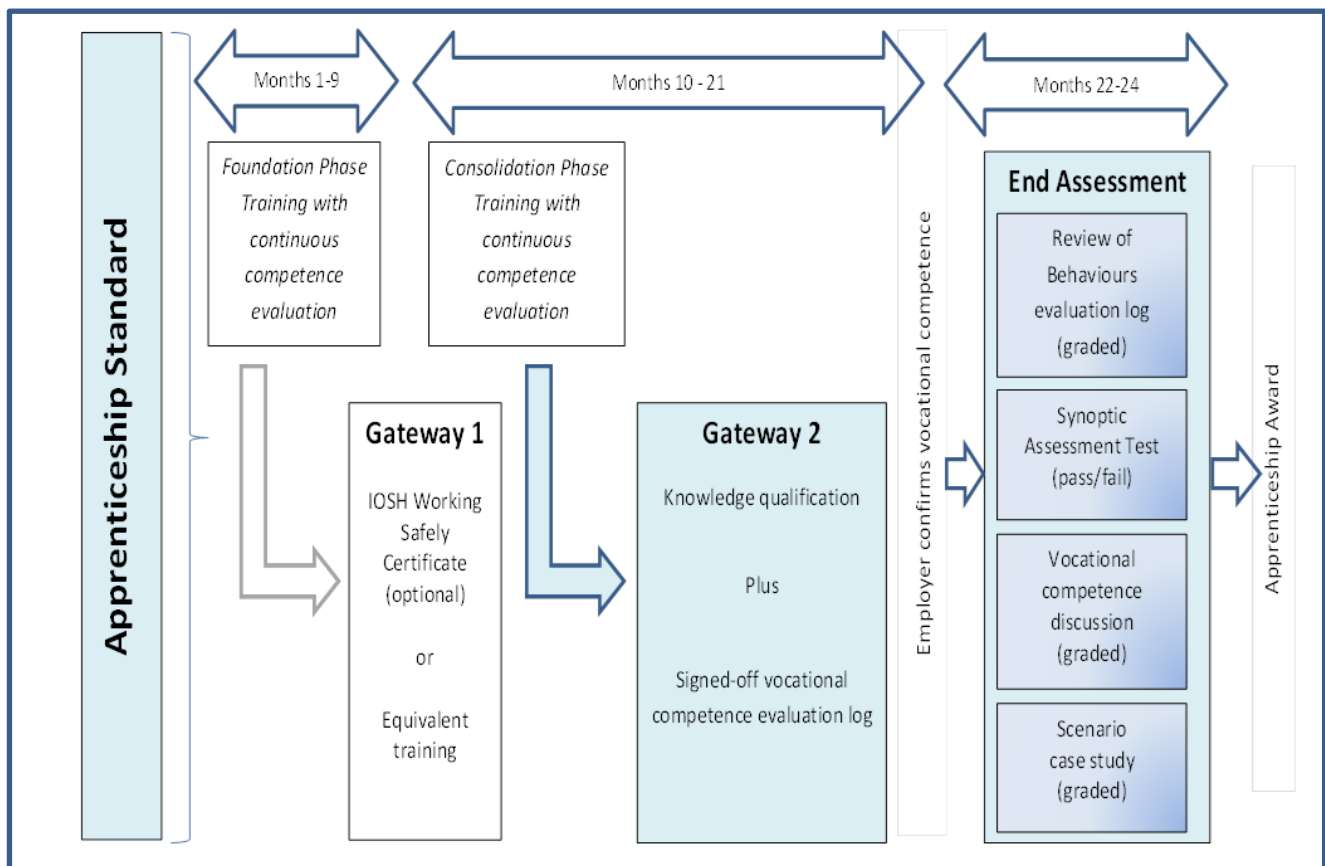 Apprenticeship Standard
Months 1-9
Months 10 - 21
Months 22-24
Foundation Phase
Training with
continuous
competence
evaluation
Consolidation Phase
Training with
continuous
competence
evaluation
Gateway 1
IOSH Working
Safely
Certificate
(optional)
or
Equivalent
training
Gateway 2
Knowledge qualification
Plus
Signed-off vocational
competence evaluation log
Employer confirms vocational competence
End Assessment
Review of
Behaviours
evaluation log
(graded)
Synoptic
Assessment Test
(pass/fail)
Vocational
competence
discussion
(graded)
Scenario
case study
(graded)
Apprenticeship Award